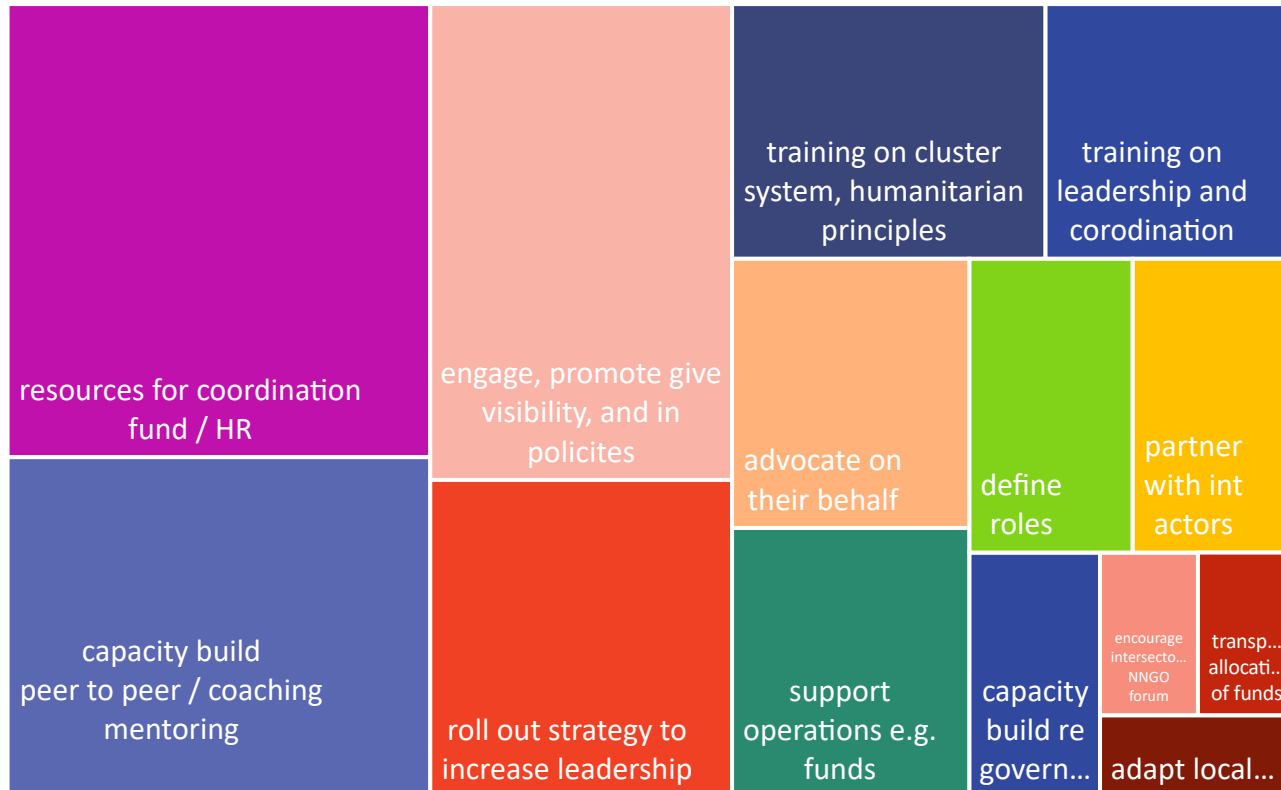 resources for coordination
fund / HR
capacity build
peer to peer / coaching
mentoring
engage, promote give
visibility, and in
policites
roll out strategy to
increase leadership
training on cluster
system, humanitarian
principles
training on
leadership and
corodination
advocate on
their behalf
define
roles
partner
with int
actors
support
operations e.g.
funds
capacity
build re
govern...
encourage
intersecto...
NNGO
forum
transp...
allocati...
of funds
adapt local...